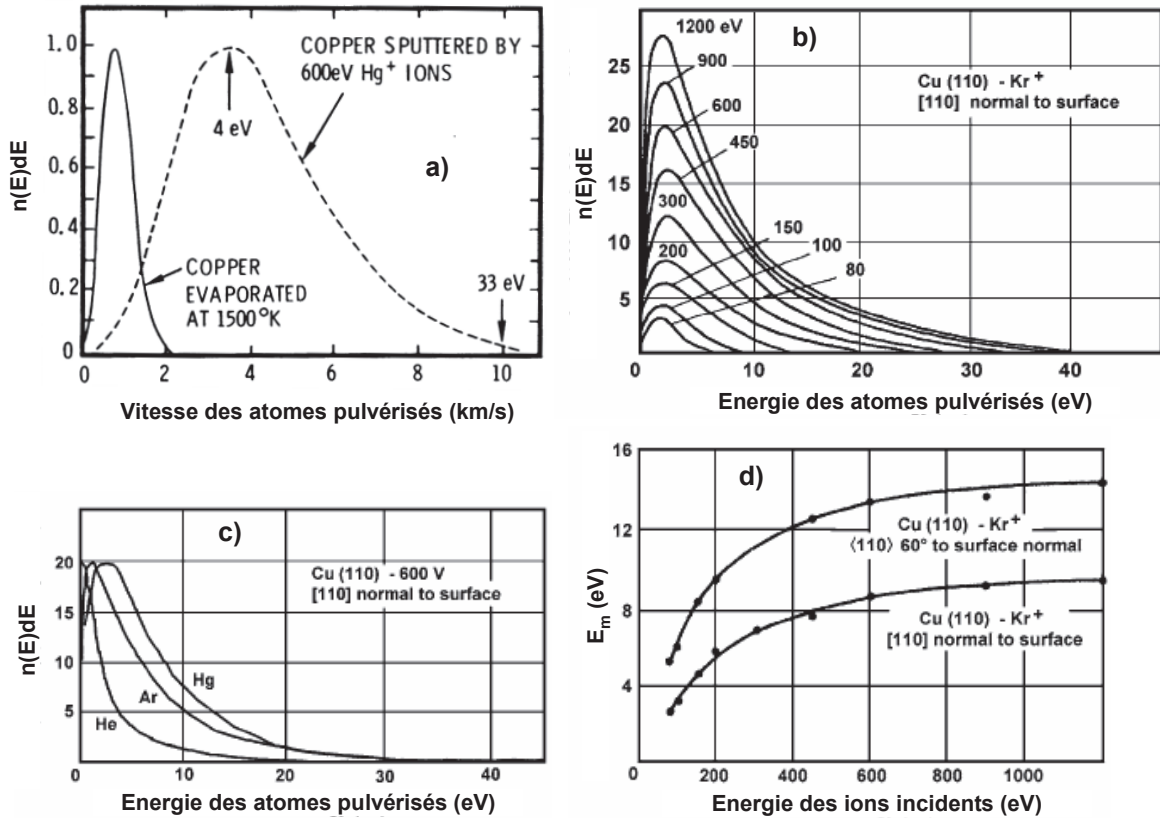 a)
n(E)dE
1.0
0.8
0.6
0.4
0.2
0
COPPER SPUTTERED BY
600eV Hg+ IONS
4 eV
COPPER
EVAPORATED
AT 1500°K
33 eV
0 2 4 6 8 10
Vitesse des atomes pulvérisés (km/s)
b)
n(E)dE
25
20
15
10
5
1200 eV
900
600
450
300
200
150
100
80
Cu (110) - Kr+
[110] normal to surface
0 10 20 30 40
Energie des atomes pulvérisés (eV)
c)
n(E)dE
20
15
10
5
Cu (110) - 600 V
[110] normal to surface
Hg
Ar
He
0 10 20 30 40
Energie des atomes pulvérisés (eV)
d)
Em (eV)
16
12
8
4
Cu (110) - Kr+
⟨110⟩ 60° to surface normal
Cu (110) - Kr+
[110] normal to surface
0 200 400 600 800 1000
Energie des ions incidents (eV)